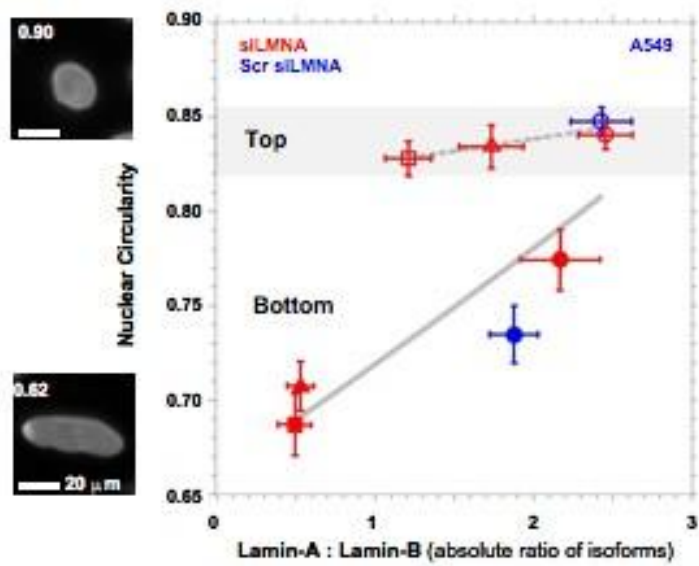 0.90
0.62
20 μm
Nuclear Circularity
0.90
0.85
0.80
0.75
0.70
0.65
siLMNA
Scr siLMNA
A549
Top
Bottom
0
1
2
3
Lamin-A : Lamin-B (absolute ratio of isoforms)